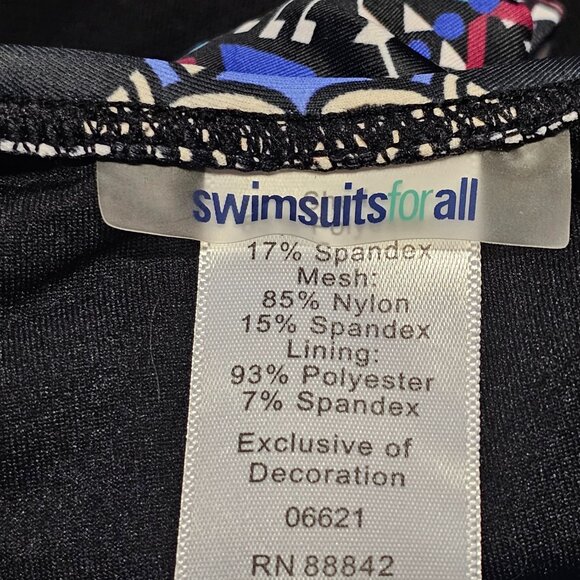 swimsuitsforall
17% Spandex
Mesh:
85% Nylon
15% Spandex
Lining:
93% Polyester
7% Spandex
Exclusive of
Decoration
06621
RN 88842